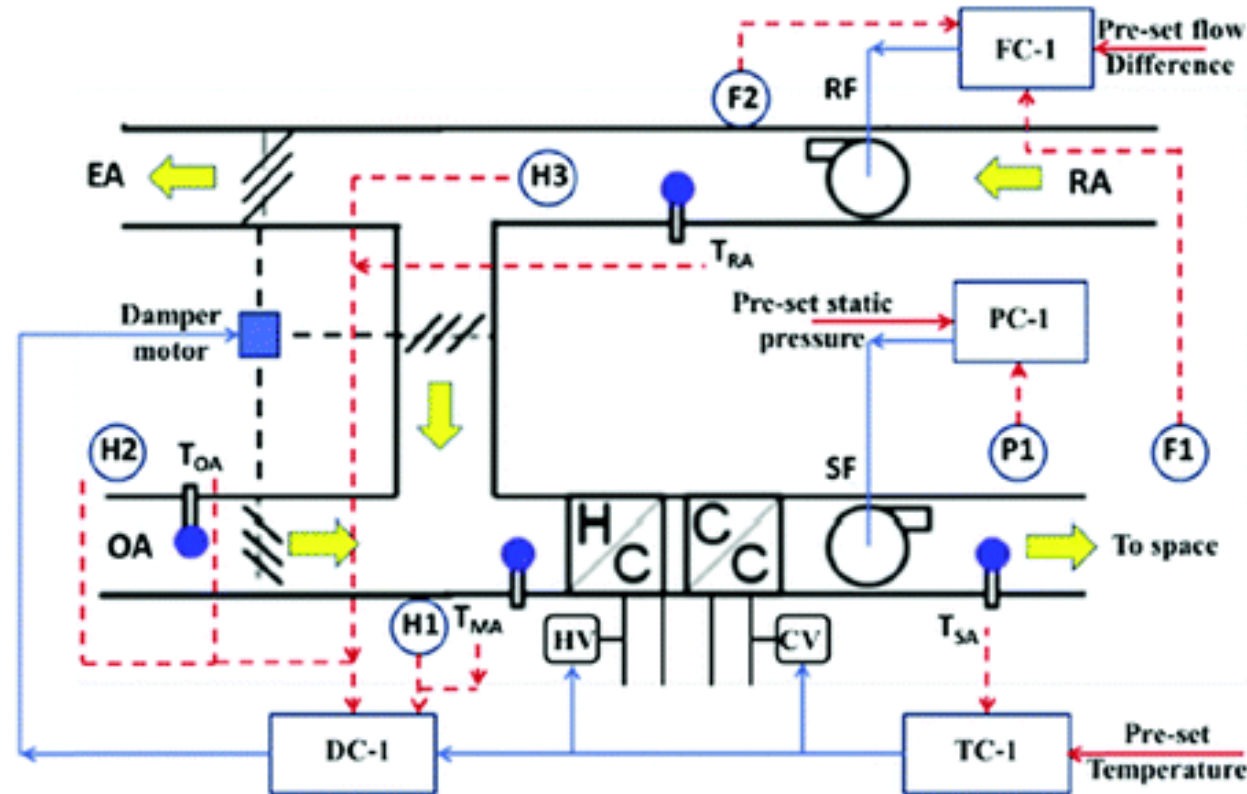 Pre-set flow
Difference
FC-1
F2
RF
EA
H3
RA
TRA
Damper
motor
Pre-set static
pressure
PC-1
H2
TOA
P1
F1
SF
OA
H
C
C
C
To space
H1
TMA
HV
CV
TSA
DC-1
TC-1
Pre-set
Temperature